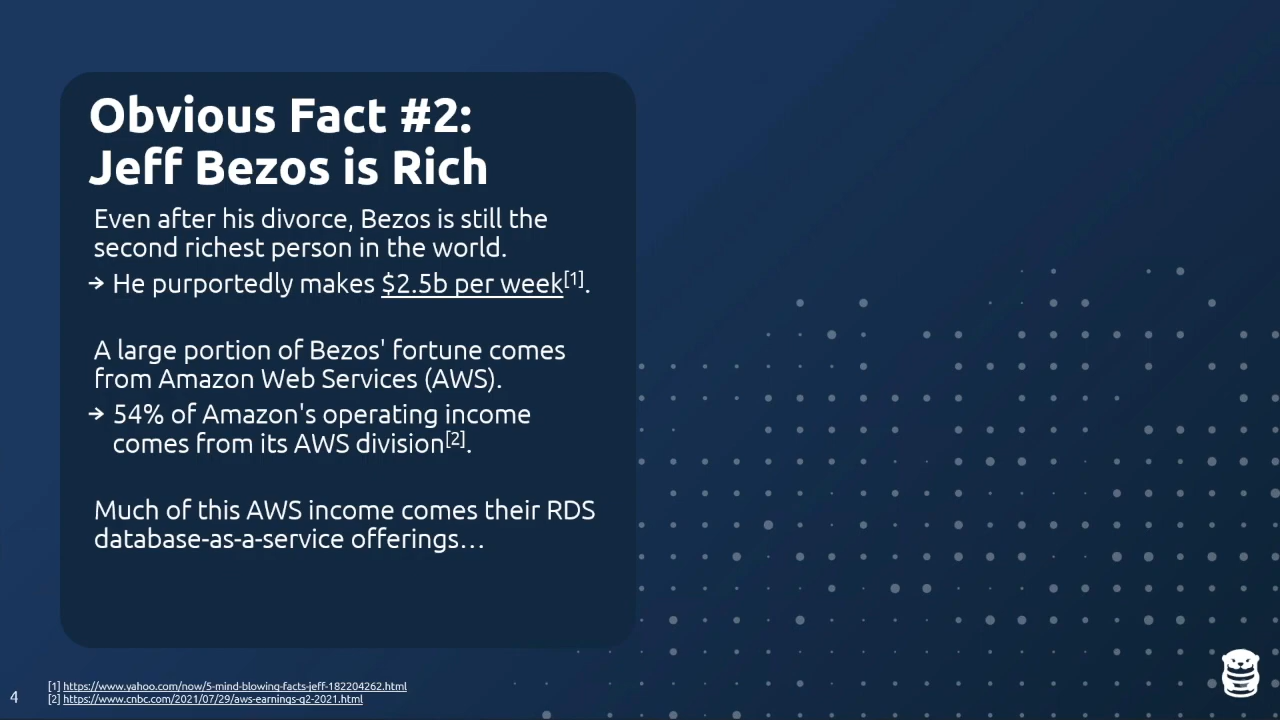 Obvious Fact #2:
Jeff Bezos is Rich
Even after his divorce, Bezos is still the
second richest person in the world.
→ He purportedly makes $2.5b per week[1].
A large portion of Bezos' fortune comes
from Amazon Web Services (AWS).
→ 54% of Amazon's operating income
comes from its AWS division[2].
Much of this AWS income comes their RDS
database-as-a-service offerings…
4
[1] https://www.yahoo.com/now/5-mind-blowing-facts-jeff-182204262.html
[2] https://www.cnbc.com/2021/07/29/aws-earnings-q2-2021.html